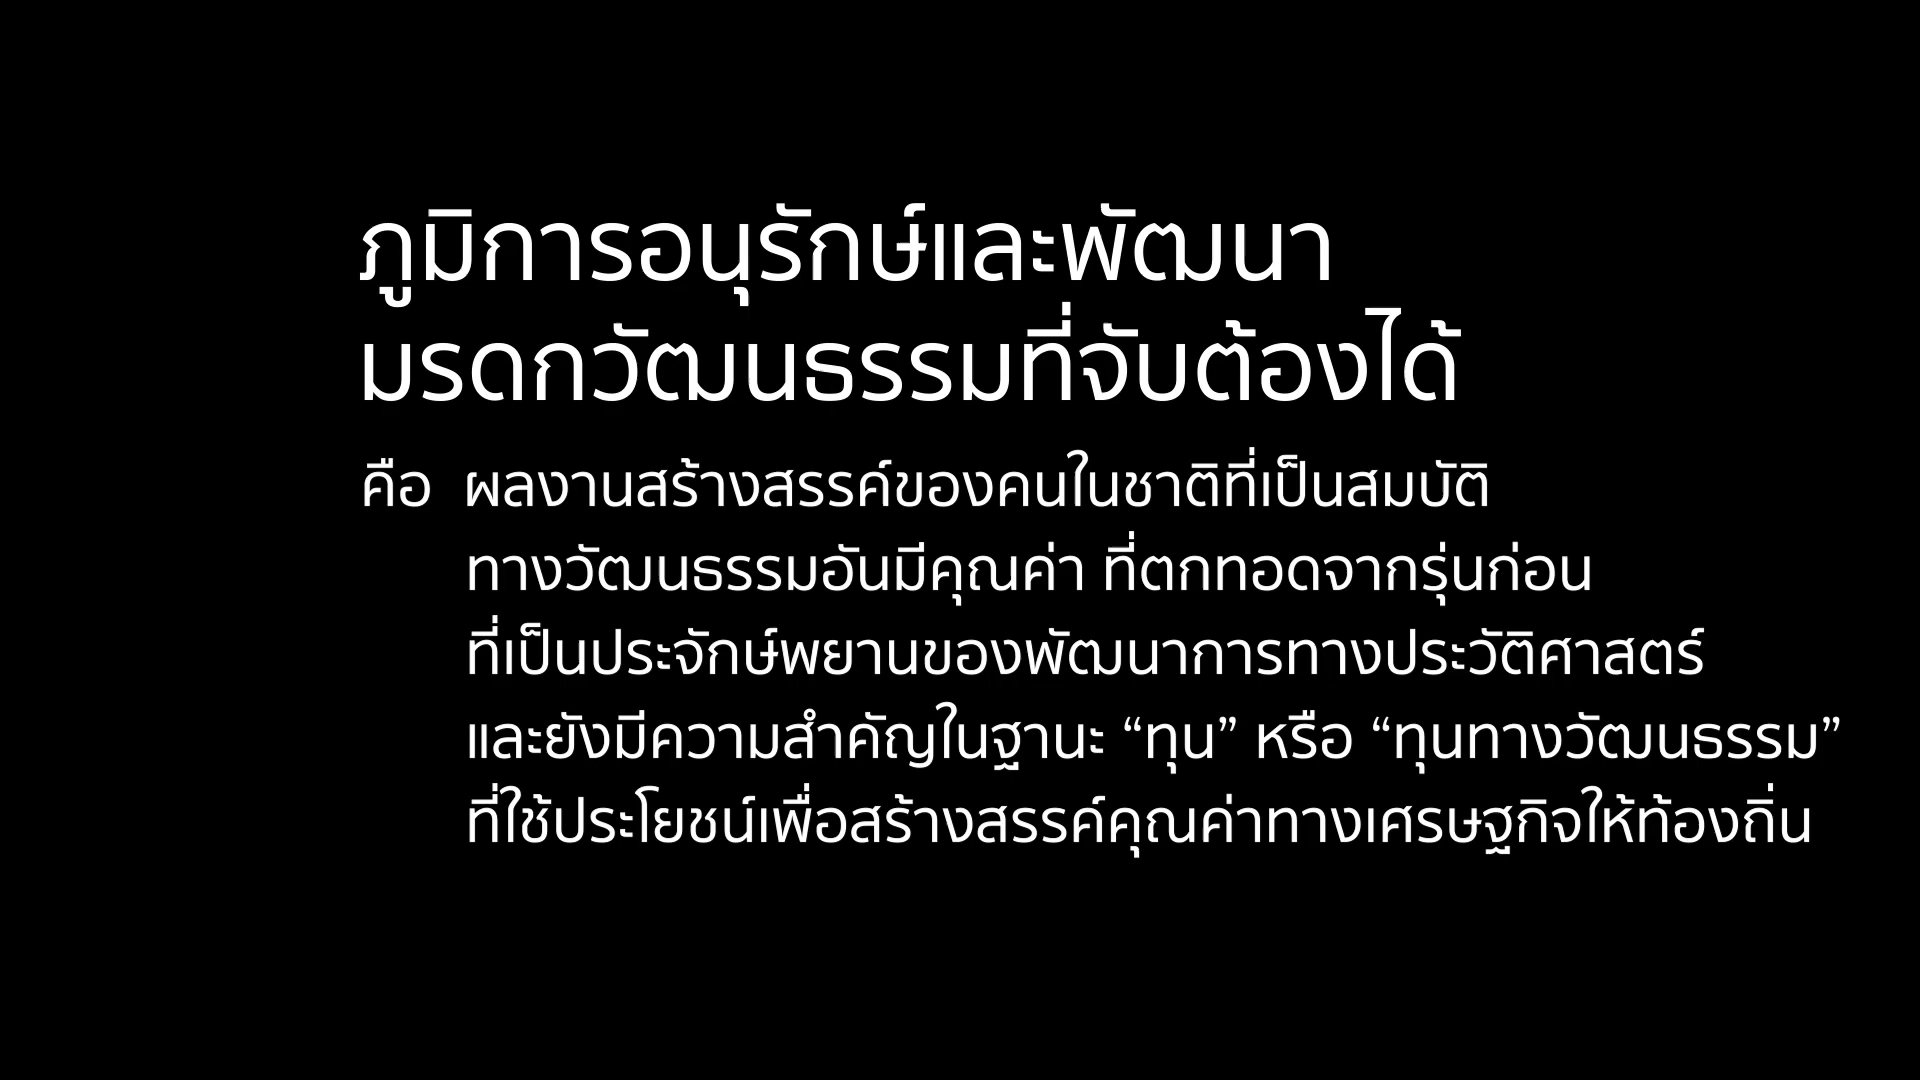 ภูมิการอนุรักษ์และพัฒนา
มรดกวัฒนธรรมที่จับต้องได้
คือ ผลงานสร้างสรรค์ของคนในชาติที่เป็นสมบัติ
ทางวัฒนธรรมอันมีคุณค่า ที่ตกทอดจากรุ่นก่อน
ที่เป็นประจักษ์พยานของพัฒนาการทางประวัติศาสตร์
และยังมีความสำคัญในฐานะ “ทุน” หรือ “ทุนทางวัฒนธรรม”
ที่ใช้ประโยชน์เพื่อสร้างสรรค์คุณค่าทางเศรษฐกิจให้ท้องถิ่น